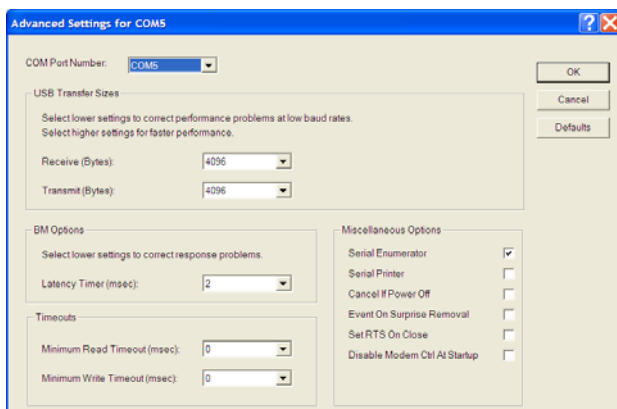 Advanced Settings for COM5
COM Port Number: COM5
OK
Cancel
Defaults
USB Transfer Sizes
Select lower settings to correct performance problems at low baud rates.
Select higher settings for faster performance.
Receive (Bytes): 4096
Transmit (Bytes): 4096
BM Options
Select lower settings to correct response problems.
Latency Timer (msec): 2
Timeouts
Minimum Read Timeout (msec): 0
Minimum Write Timeout (msec): 0
Miscellaneous Options
Serial Enumerator
Serial Printer
Cancel If Power Off
Event On Surprise Removal
Set RTS On Close
Disable Modem Ctrl At Startup